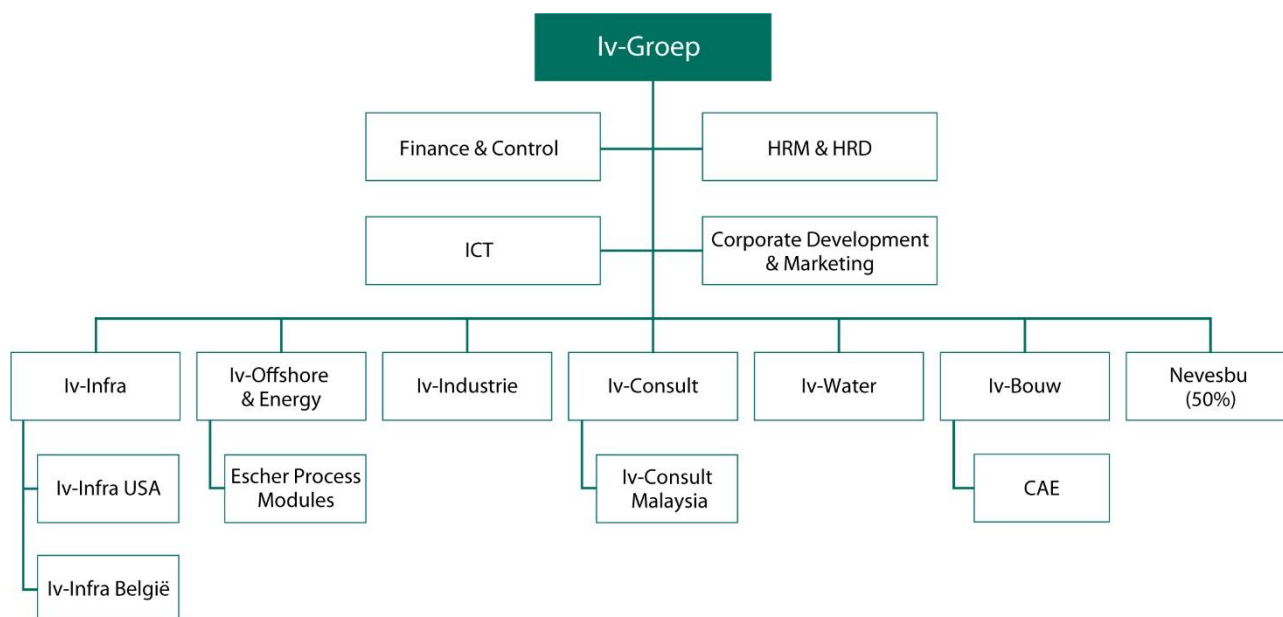 Iv-Groep
Finance & Control
HRM & HRD
ICT
Corporate Development
& Marketing
Iv-Infra
Iv-Offshore
& Energy
Iv-Industrie
Iv-Consult
Iv-Water
Iv-Bouw
Nevesbu
(50%)
Iv-Infra USA
Escher Process
Modules
Iv-Consult
Malaysia
CAE
Iv-Infra België